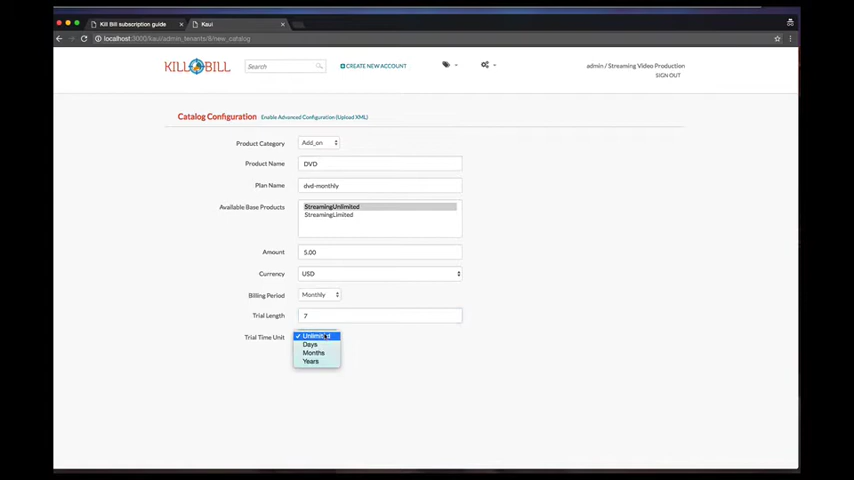 Kill Bill subscription guide
Kaui
localhost:3000/kaui/admin_tenants/8/new_catalog
KILL BILL
Search
CREATE NEW ACCOUNT
admin / Streaming Video Production
SIGN OUT
Catalog Configuration
Enable Advanced Configuration (Upload XML)
Product Category
Add_on
Product Name
DVD
Plan Name
dvd-monthly
Available Base Products
StreamingUnlimited
StreamingLimited
Amount
5.00
Currency
USD
Billing Period
Monthly
Trial Length
7
Trial Time Unit
Unlimited
Days
Months
Years